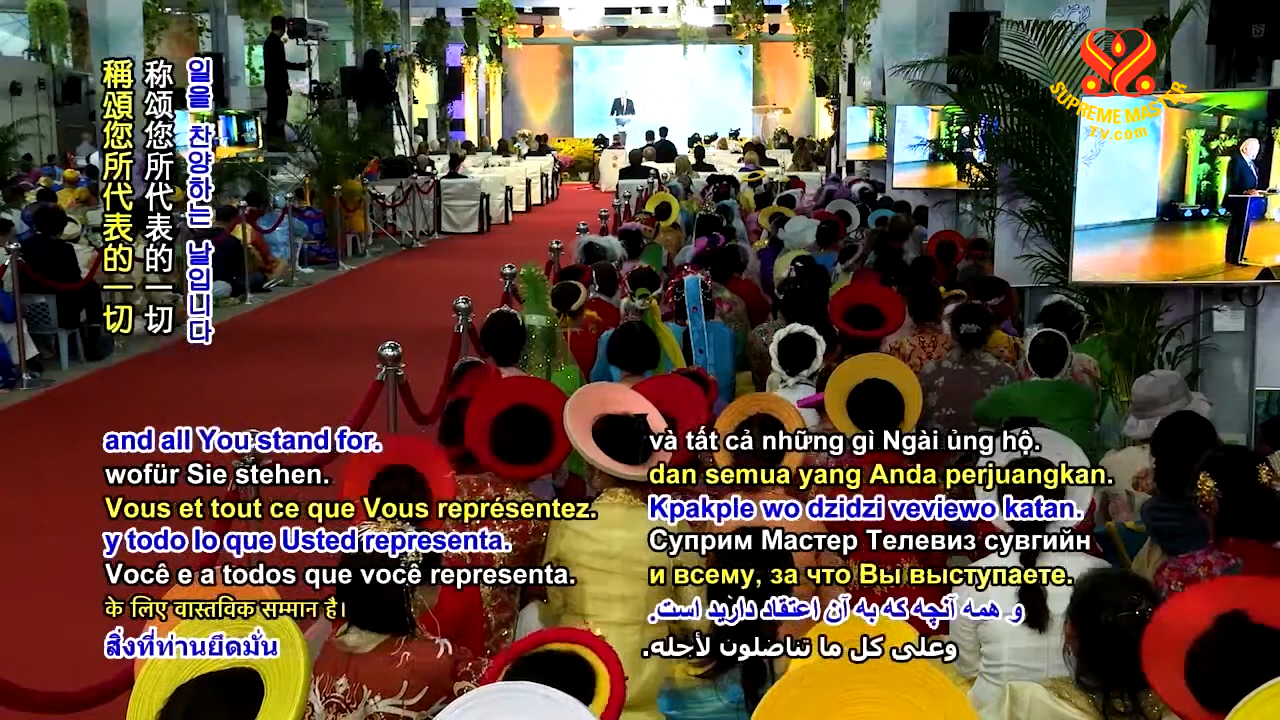 SUPREME MASTER
TV.com
稱頌您所代表的一切
称颂您所代表的一切
일을 찬양하는 날입니다
and all You stand for.
wofür Sie stehen.
Vous et tout ce que Vous représentez.
y todo lo que Usted representa.
Você e a todos que você representa.
के लिए वास्तविक सम्मान है।
สิ่งที่ท่านยึดมั่น
và tất cả những gì Ngài ủng hộ.
dan semua yang Anda perjuangkan.
Kpakple wo dzidzi veviewo katan.
Суприм Мастер Телевиз сувгийн
и всему, за что Вы выступаете.
و همه آنچه که به آن اعتقاد دارید است.
وعلى كل ما تناضلون لأجله.